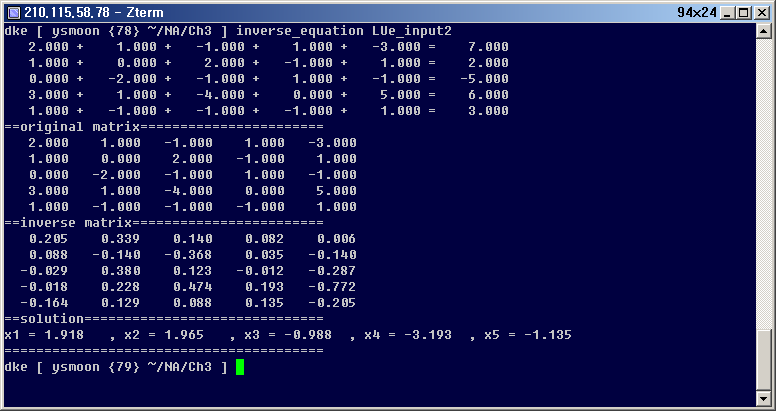 210.115.58.78 - Zterm 94×24
dke [ ysmoon {78} ~/NA/Ch3 ] inverse_equation LUe_input2
2.000 + 1.000 + -1.000 + 1.000 + -3.000 = 7.000
1.000 + 0.000 + 2.000 + -1.000 + 1.000 = 2.000
0.000 + -2.000 + -1.000 + 1.000 + -1.000 = -5.000
3.000 + 1.000 + -4.000 + 0.000 + 5.000 = 6.000
1.000 + -1.000 + -1.000 + -1.000 + 1.000 = 3.000
==original matrix=======================
2.000 1.000 -1.000 1.000 -3.000
1.000 0.000 2.000 -1.000 1.000
0.000 -2.000 -1.000 1.000 -1.000
3.000 1.000 -4.000 0.000 5.000
1.000 -1.000 -1.000 -1.000 1.000
==inverse matrix========================
0.205 0.339 0.140 0.082 0.006
0.088 -0.140 -0.368 0.035 -0.140
-0.029 0.380 0.123 -0.012 -0.287
-0.018 0.228 0.474 0.193 -0.772
-0.164 0.129 0.088 0.135 -0.205
==solution==============================
x1 = 1.918 , x2 = 1.965 , x3 = -0.988 , x4 = -3.193 , x5 = -1.135
========================================
dke [ ysmoon {79} ~/NA/Ch3 ]